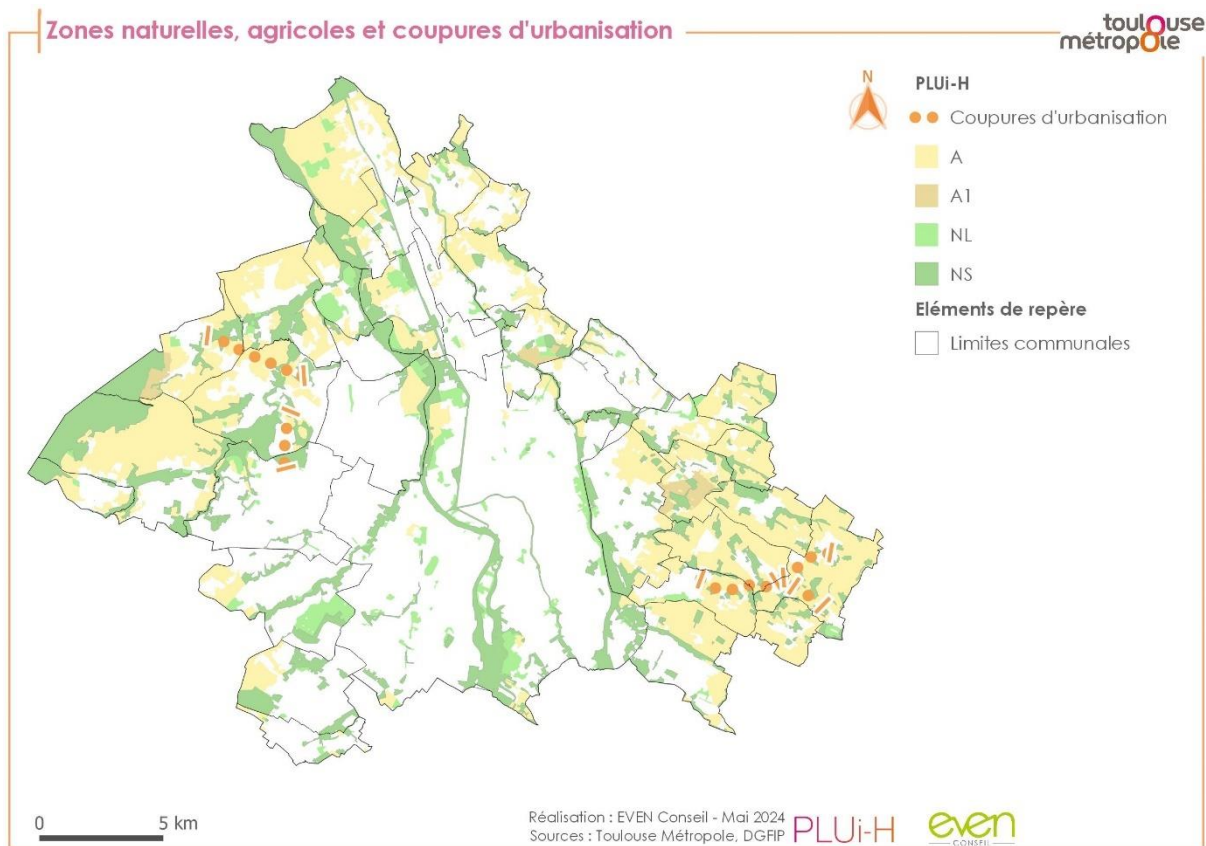 Zones naturelles, agricoles et coupures d'urbanisation
toulouse
métropole
N
PLUi-H
Coupures d'urbanisation
A
A1
NL
NS
Eléments de repère
Limites communales
0 5 km
Réalisation : EVEN Conseil - Mai 2024
Sources : Toulouse Métropole, DGFIP
PLUi-H
even
CONSEIL